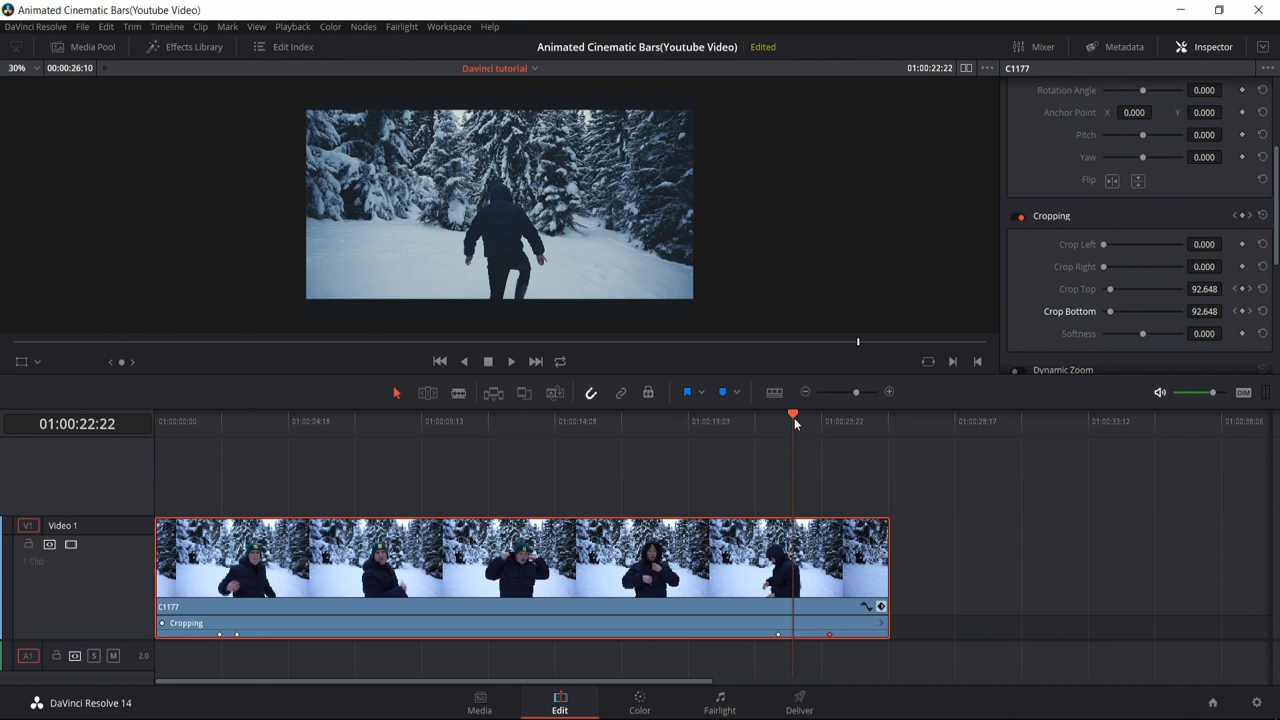 Animated Cinematic Bars(Youtube Video)
DaVinci Resolve File Edit Trim Timeline Clip Mark View Playback Color Nodes Fairlight Workspace Help
Media Pool Effects Library Edit Index Animated Cinematic Bars(Youtube Video) Edited Mixer Metadata Inspector
30% 00:00:26:10 Davinci tutorial 01:00:22:22 C1177
Rotation Angle 0.000
Anchor Point X 0.000 Y 0.000
Pitch 0.000
Yaw 0.000
Flip
Cropping
Crop Left 0.000
Crop Right 0.000
Crop Top 92.648
Crop Bottom 92.648
Softness 0.000
Dynamic Zoom
DIM
01:00:22:22 01:00:00:00 01:00:04:18 01:00:09:13 01:00:14:08 01:00:19:03 01:00:23:22 01:00:28:17 01:00:33:12 01:00:38:06
V1 Video 1
1 Clip
C1177
Cropping
A1 S M 2.0
DaVinci Resolve 14 Media Edit Color Fairlight Deliver